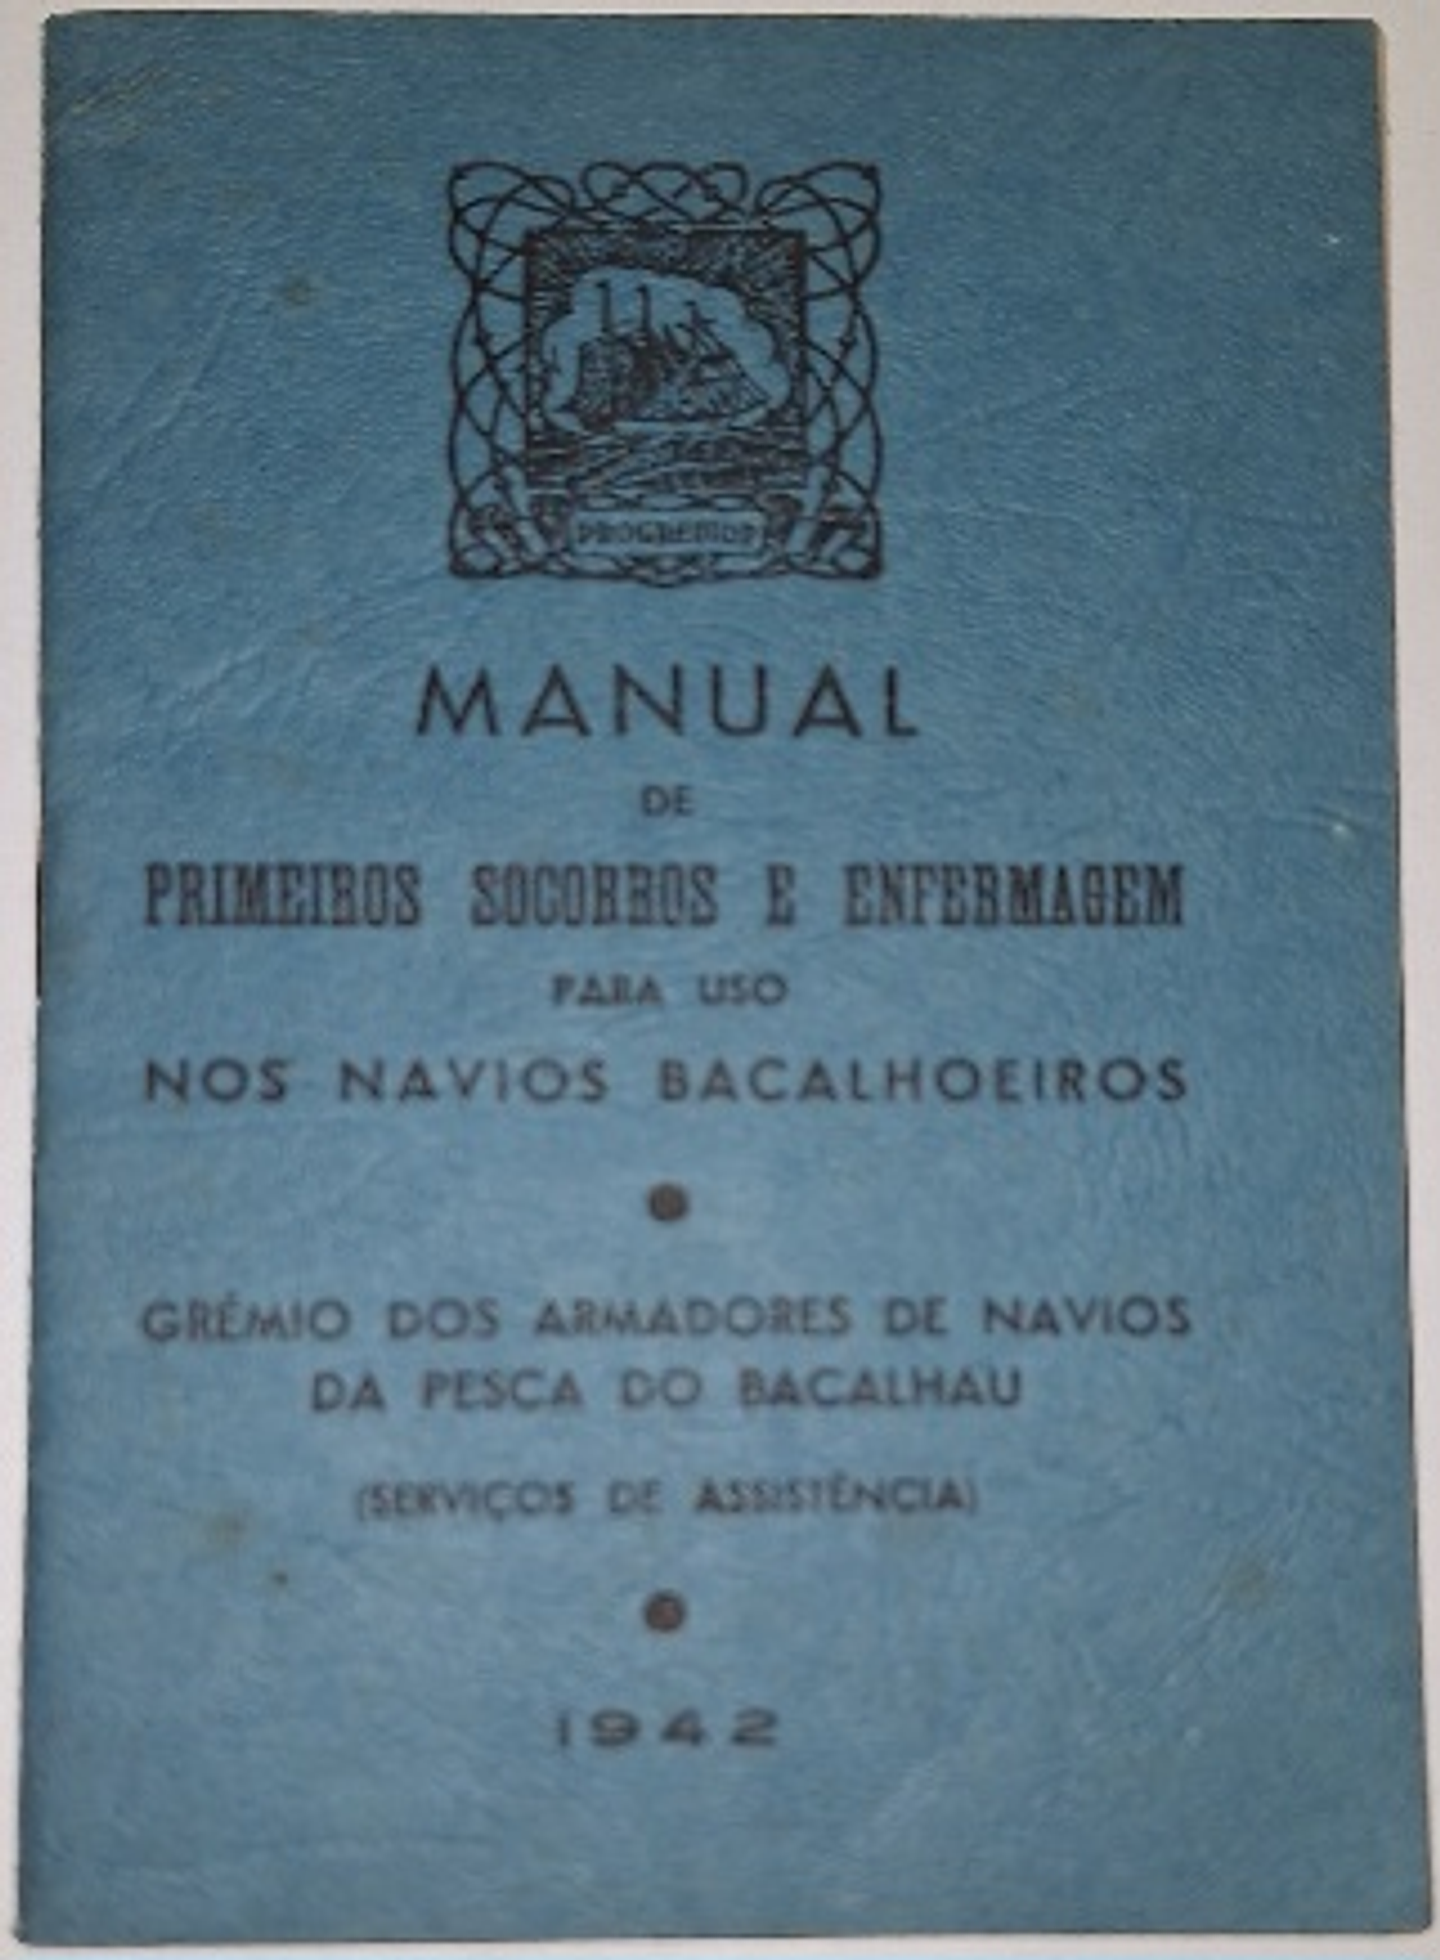 MANUAL
DE
PRIMEIROS SOCORROS E ENFERMAGEM
PARA USO
NOS NAVIOS BACALHOEIROS
GRÉMIO DOS ARMADORES DE NAVIOS
DA PESCA DO BACALHAU
(SERVIÇOS DE ASSISTÊNCIA)
1942